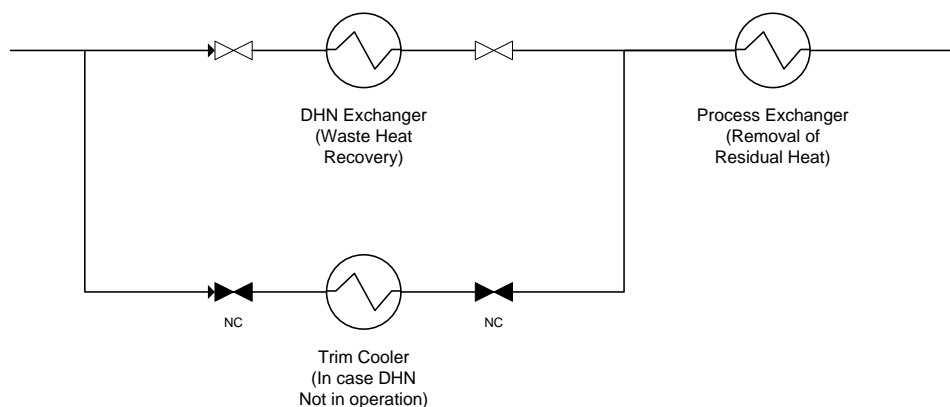 DHN Exchanger
(Waste Heat
Recovery)
Process Exchanger
(Removal of
Residual Heat)
NC
NC
Trim Cooler
(In case DHN
Not in operation)